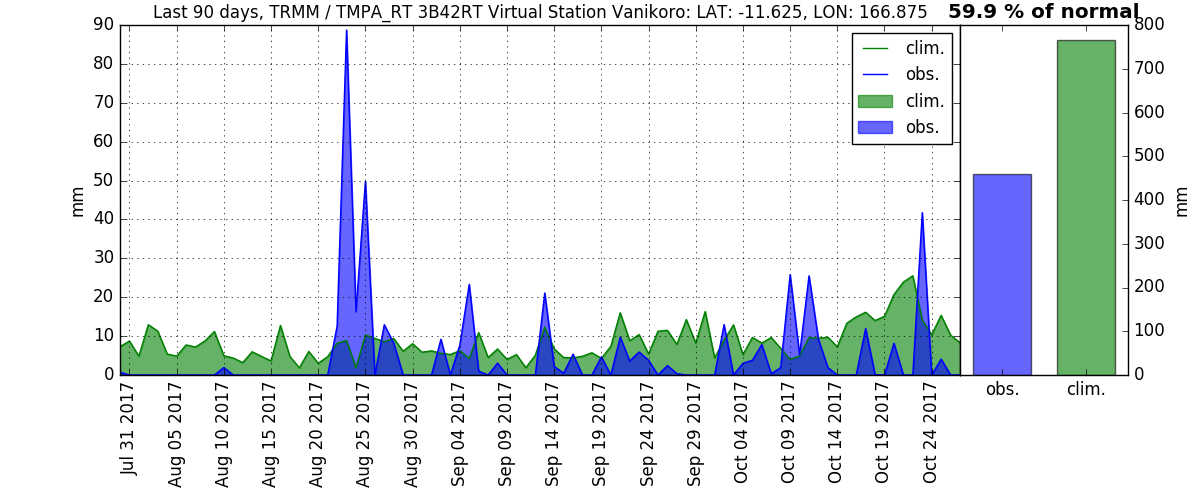 Last 90 days, TRMM / TMPA_RT 3B42RT Virtual Station Vanikoro: LAT: -11.625, LON: 166.875
59.9 % of normal
90
80
70
60
50
40
30
20
10
0
mm
clim.
obs.
clim.
obs.
Jul 31 2017
Aug 05 2017
Aug 10 2017
Aug 15 2017
Aug 20 2017
Aug 25 2017
Aug 30 2017
Sep 04 2017
Sep 09 2017
Sep 14 2017
Sep 19 2017
Sep 24 2017
Sep 29 2017
Oct 04 2017
Oct 09 2017
Oct 14 2017
Oct 19 2017
Oct 24 2017
800
700
600
500
400
300
200
100
0
mm
obs.
clim.